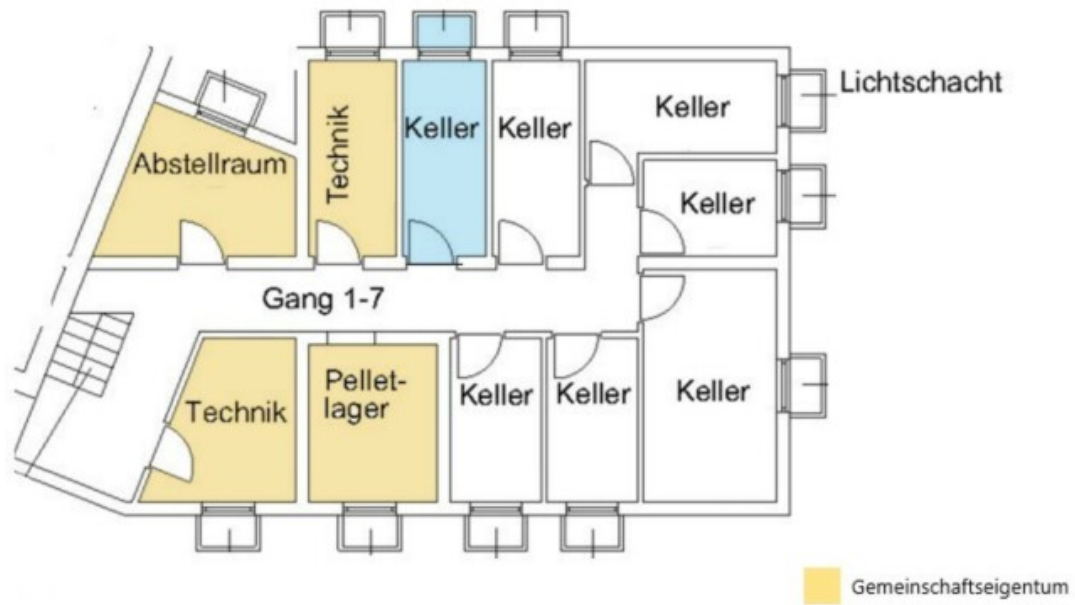 Lichtschacht
Keller
Technik
Keller
Keller
Abstellraum
Keller
Gang 1-7
Pellet-
lager
Technik
Keller
Keller
Keller
Gemeinschaftseigentum